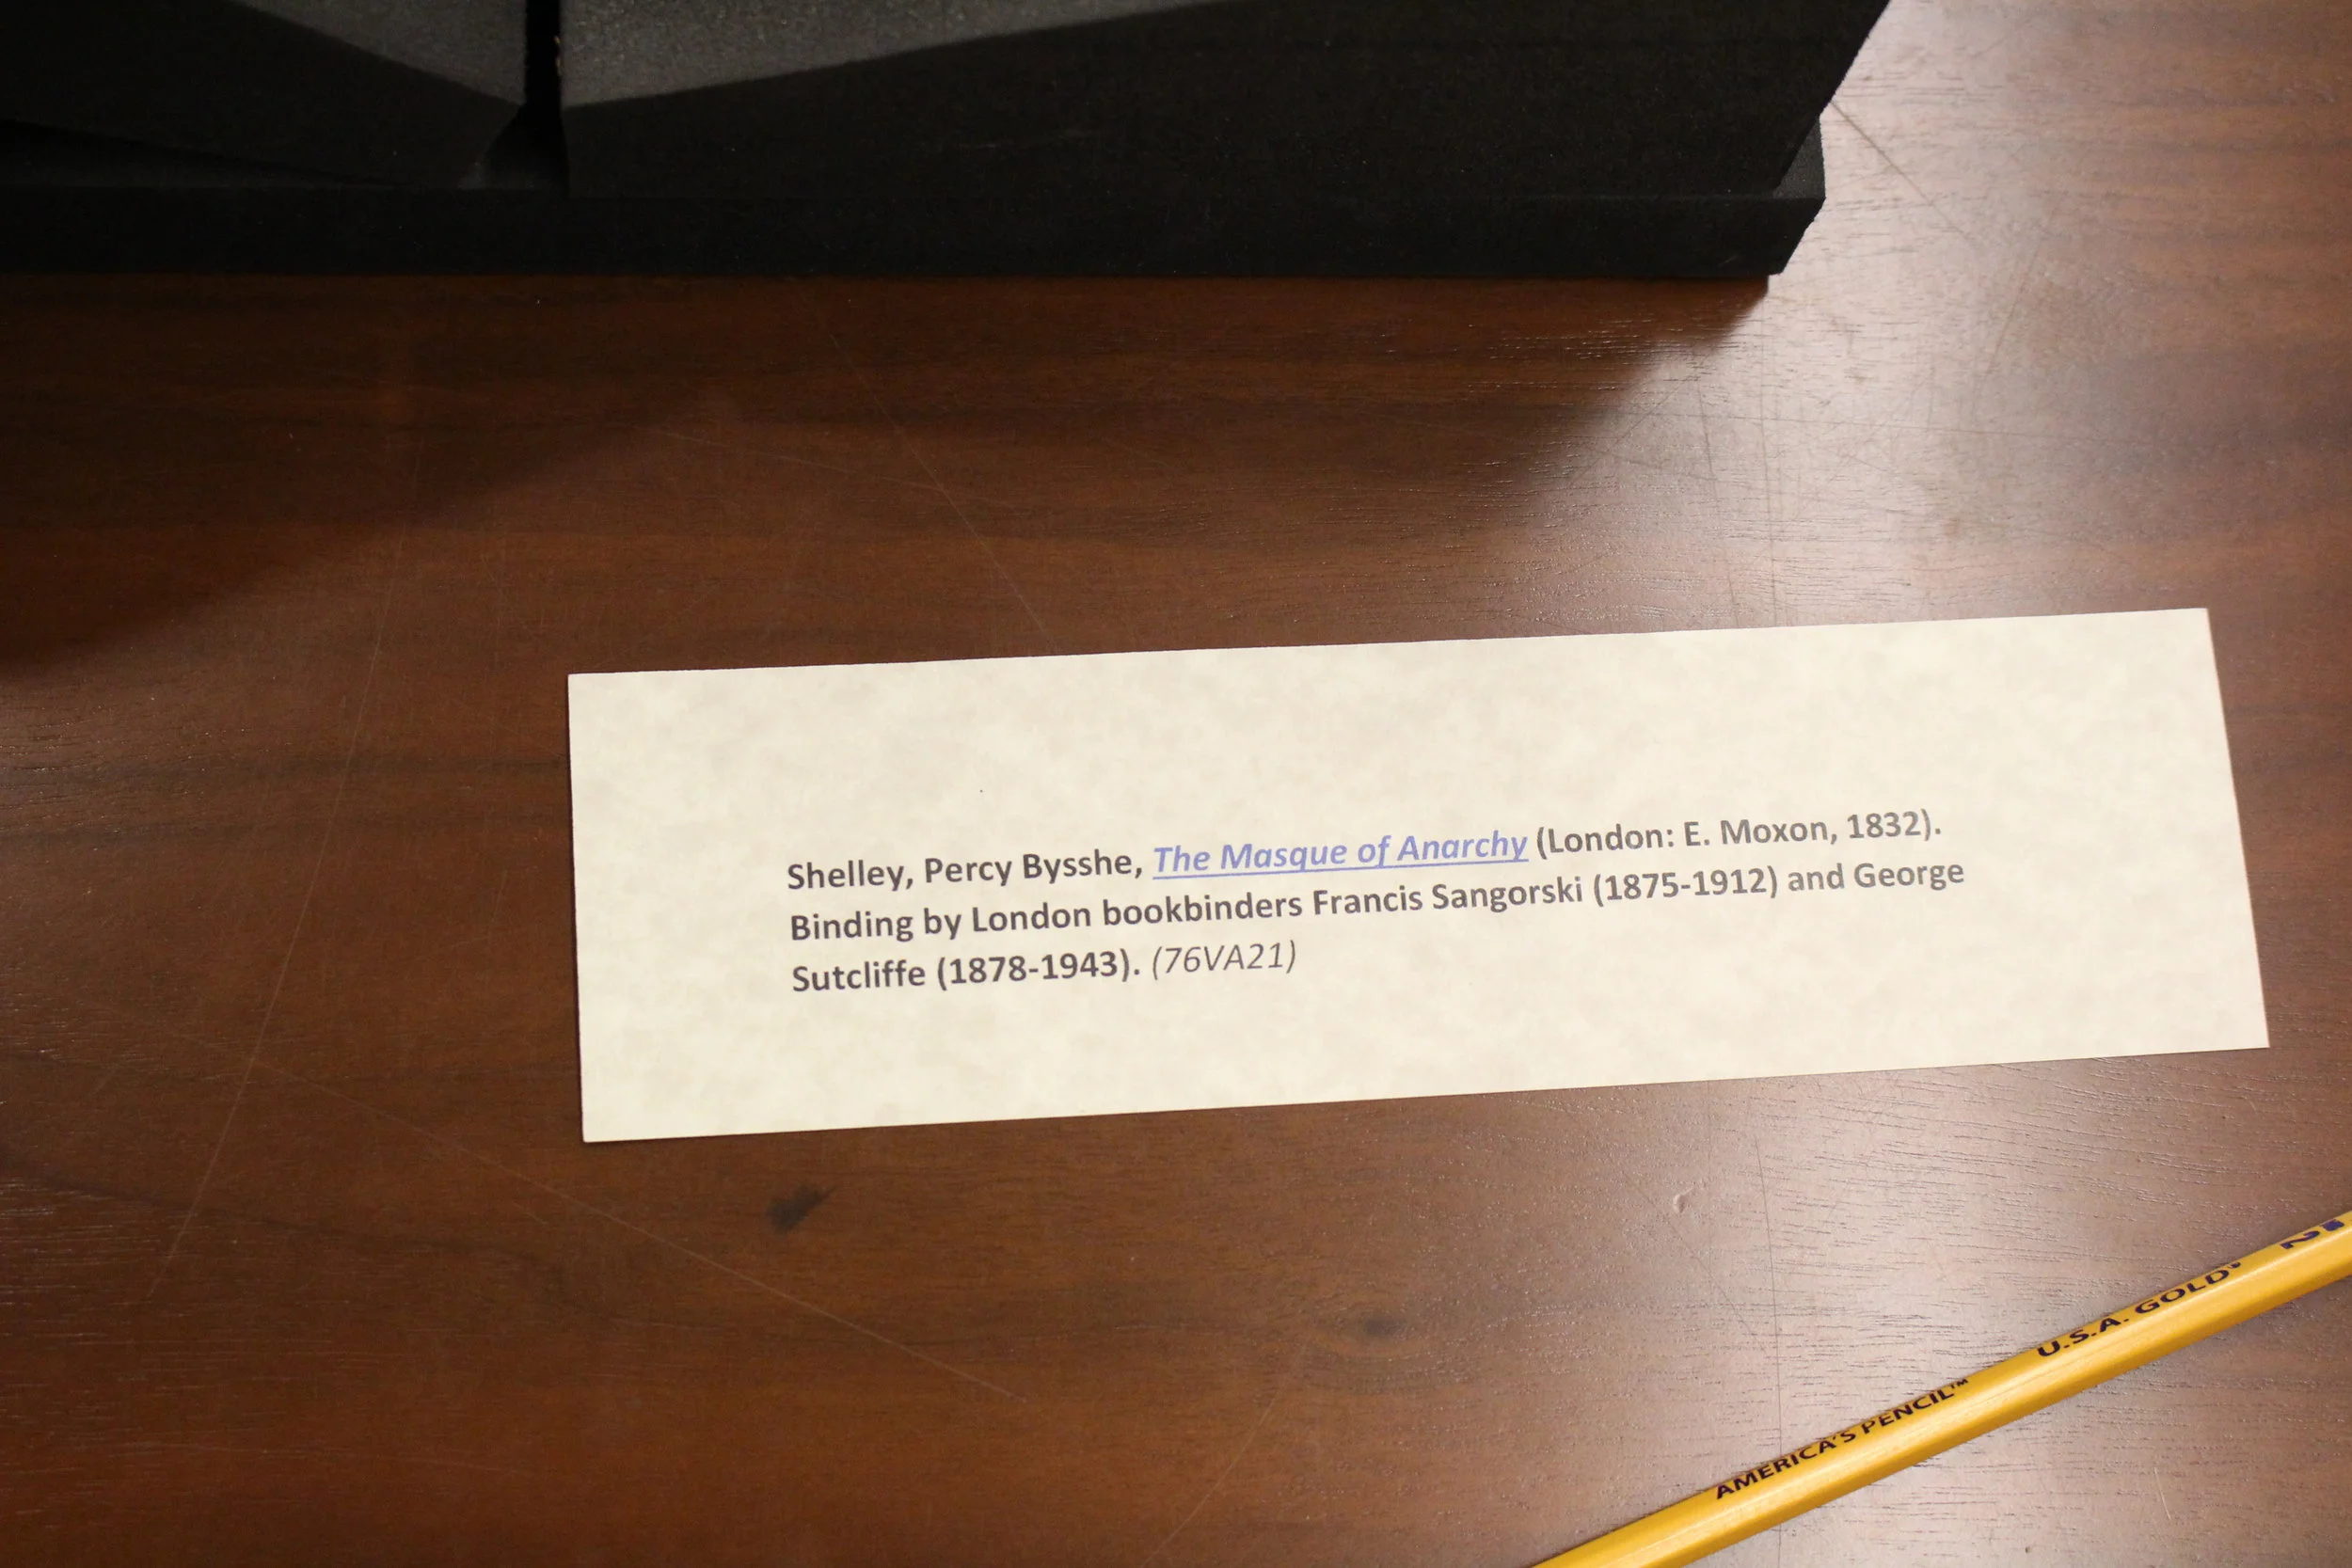 Shelley, Percy Bysshe, The Masque of Anarchy (London: E. Moxon, 1832).
Binding by London bookbinders Francis Sangorski (1875-1912) and George
Sutcliffe (1878-1943). (76VA21)
AMERICA'S PENCIL™ U.S.A. GOLD® 2